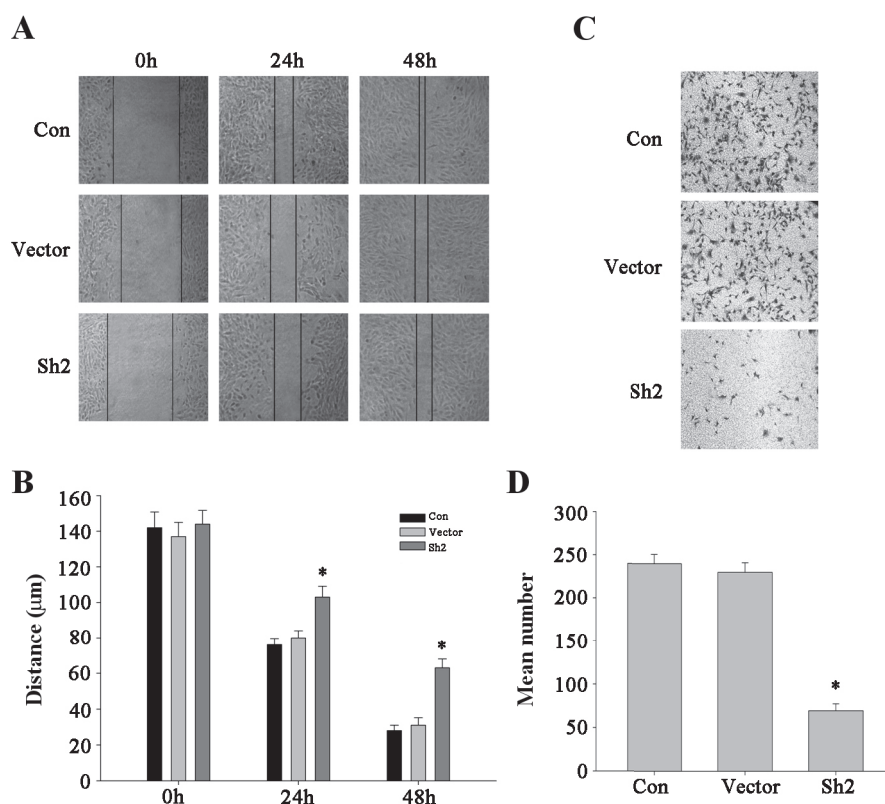 A
0h 24h 48h
Con
Vector
Sh2
B
160
140
120
100
80
60
40
20
0
Distance (μm)
Con
Vector
Sh2
*
*
0h 24h 48h
C
Con
Vector
Sh2
D
300
250
200
150
100
50
0
Mean number
*
Con Vector Sh2